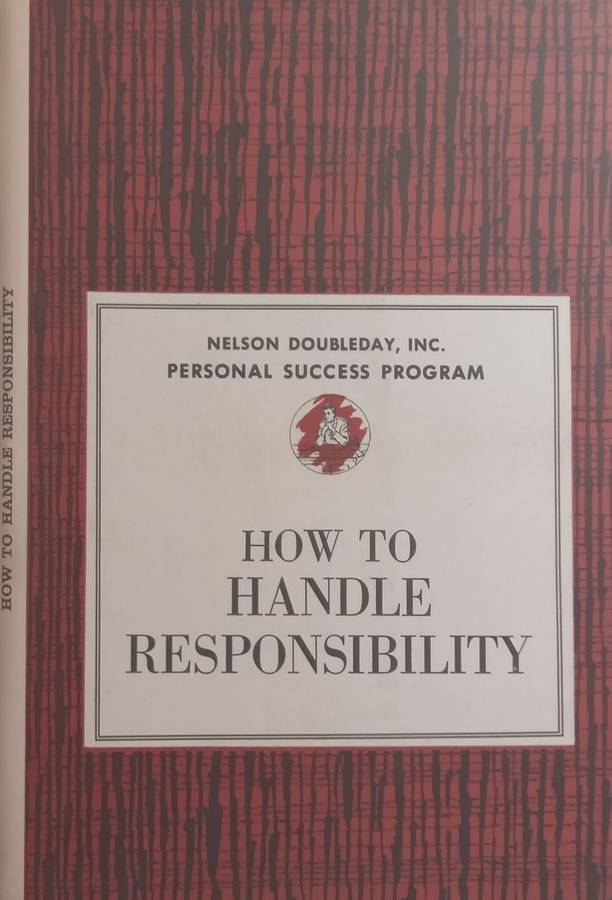 NELSON DOUBLEDAY, INC.
PERSONAL SUCCESS PROGRAM
HOW TO
HANDLE
RESPONSIBILITY
HOW TO HANDLE RESPONSIBILITY